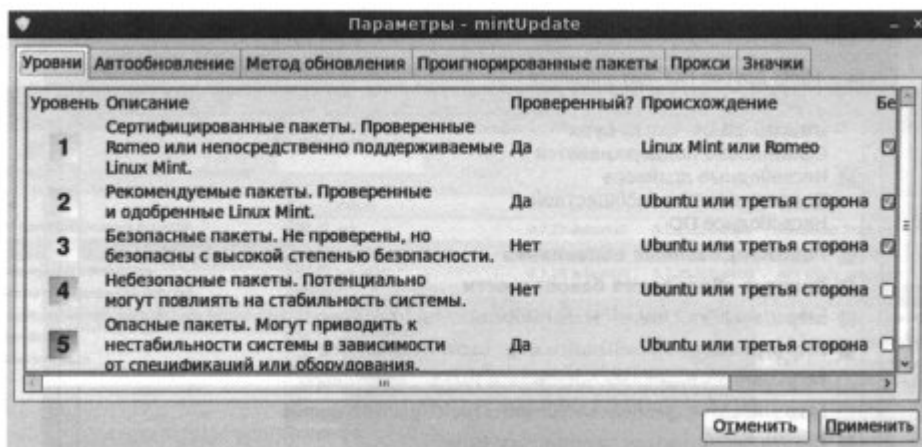 Параметры - mintUpdate
Уровни Автообновление Метод обновления Проигнорированные пакеты Прокси Значки
Уровень Описание Проверенный? Происхождение Бе
1 Сертифицированные пакеты. Проверенные
Romeo или непосредственно поддерживаемые Да Linux Mint или Romeo
Linux Mint.
2 Рекомендуемые пакеты. Проверенные
и одобренные Linux Mint. Да Ubuntu или третья сторона
3 Безопасные пакеты. Не проверены, но
безопасны с высокой степенью безопасности. Нет Ubuntu или третья сторона
4 Небезопасные пакеты. Потенциально
могут повлиять на стабильность системы. Нет Ubuntu или третья сторона
5 Опасные пакеты. Могут приводить к
нестабильности системы в зависимости Да Ubuntu или третья сторона
от спецификаций или оборудования.
Отменить Применить